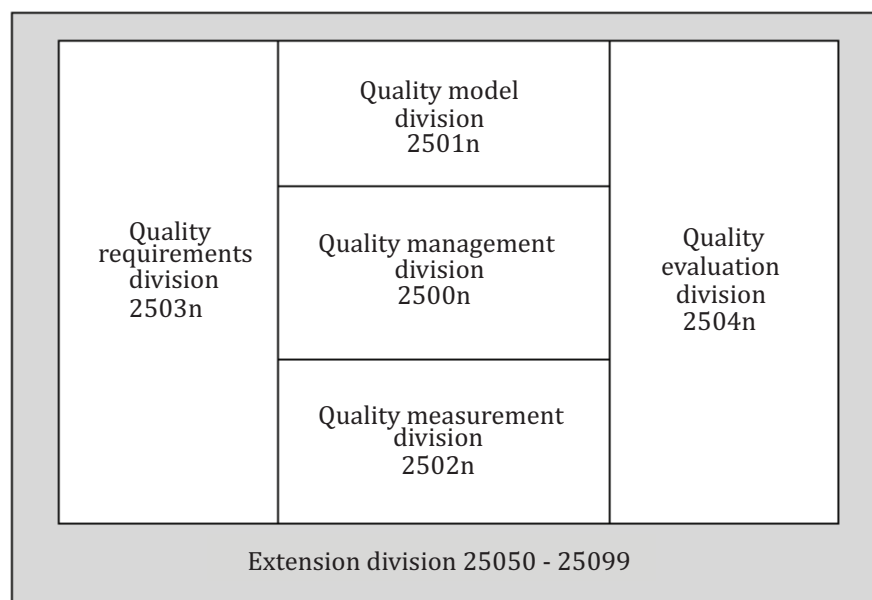 Quality
requirements
division
2503n
Quality model
division
2501n
Quality management
division
2500n
Quality measurement
division
2502n
Quality
evaluation
division
2504n
Extension division 25050 - 25099